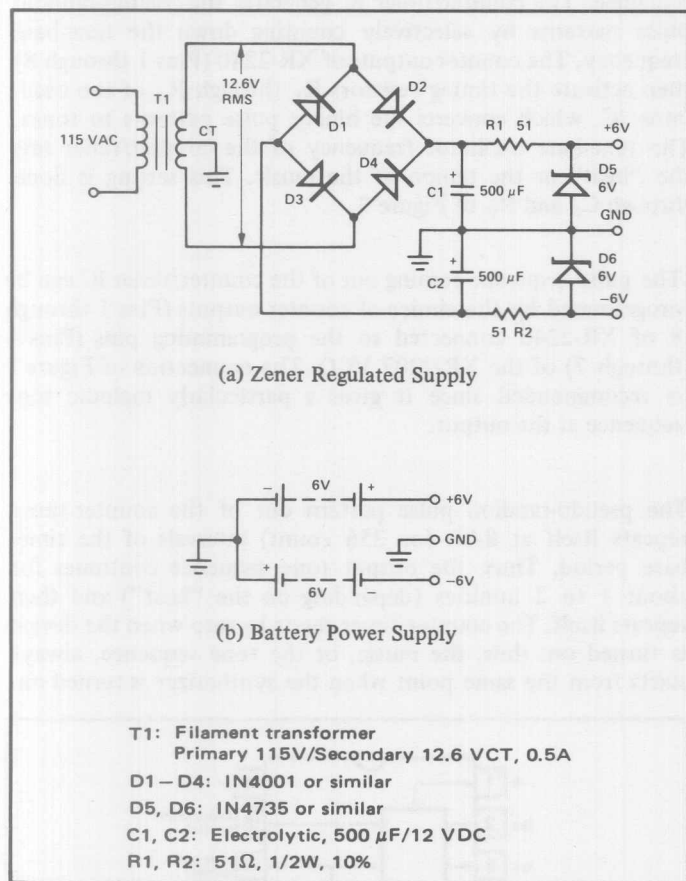 T1
115 VAC
CT
12.6V
RMS
D1
D2
D3
D4
R1 51
+6V
C1
500 μF
D5
6V
GND
+
C2
500 μF
D6
6V
−6V
51 R2
(a) Zener Regulated Supply
− 6V +
+6V
GND
+ 6V −
−6V
(b) Battery Power Supply
T1: Filament transformer
Primary 115V/Secondary 12.6 VCT, 0.5A
D1−D4: IN4001 or similar
D5, D6: IN4735 or similar
C1, C2: Electrolytic, 500 μF/12 VDC
R1, R2: 51Ω, 1/2W, 10%